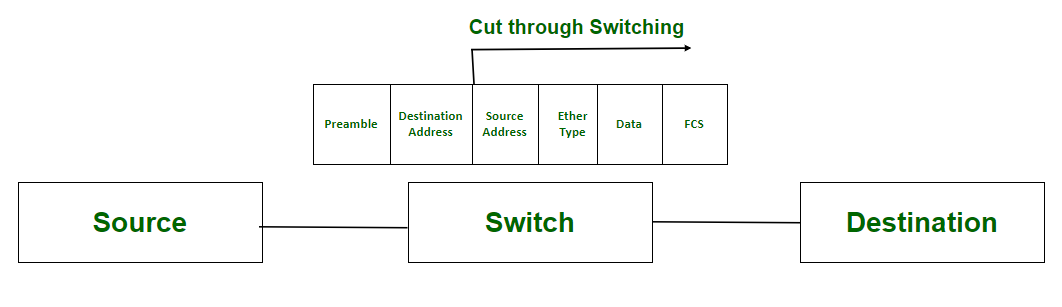 Cut through Switching
Preamble
Destination
Address
Source
Address
Ether
Type
Data
FCS
Source
Switch
Destination